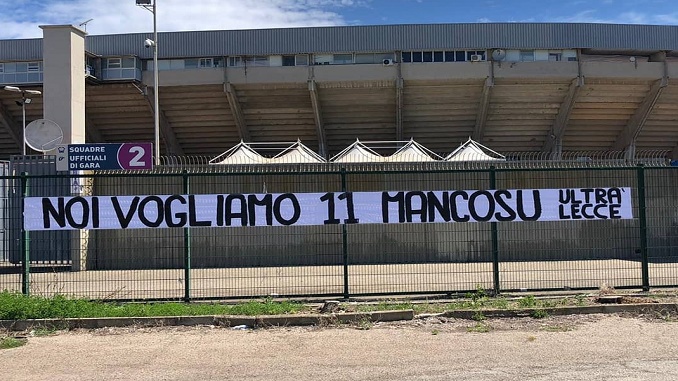 SQUADRE
UFFICIALI
DI GARA
2
NOI VOGLIAMO 11 MANCOSU ULTRA'
LECCE